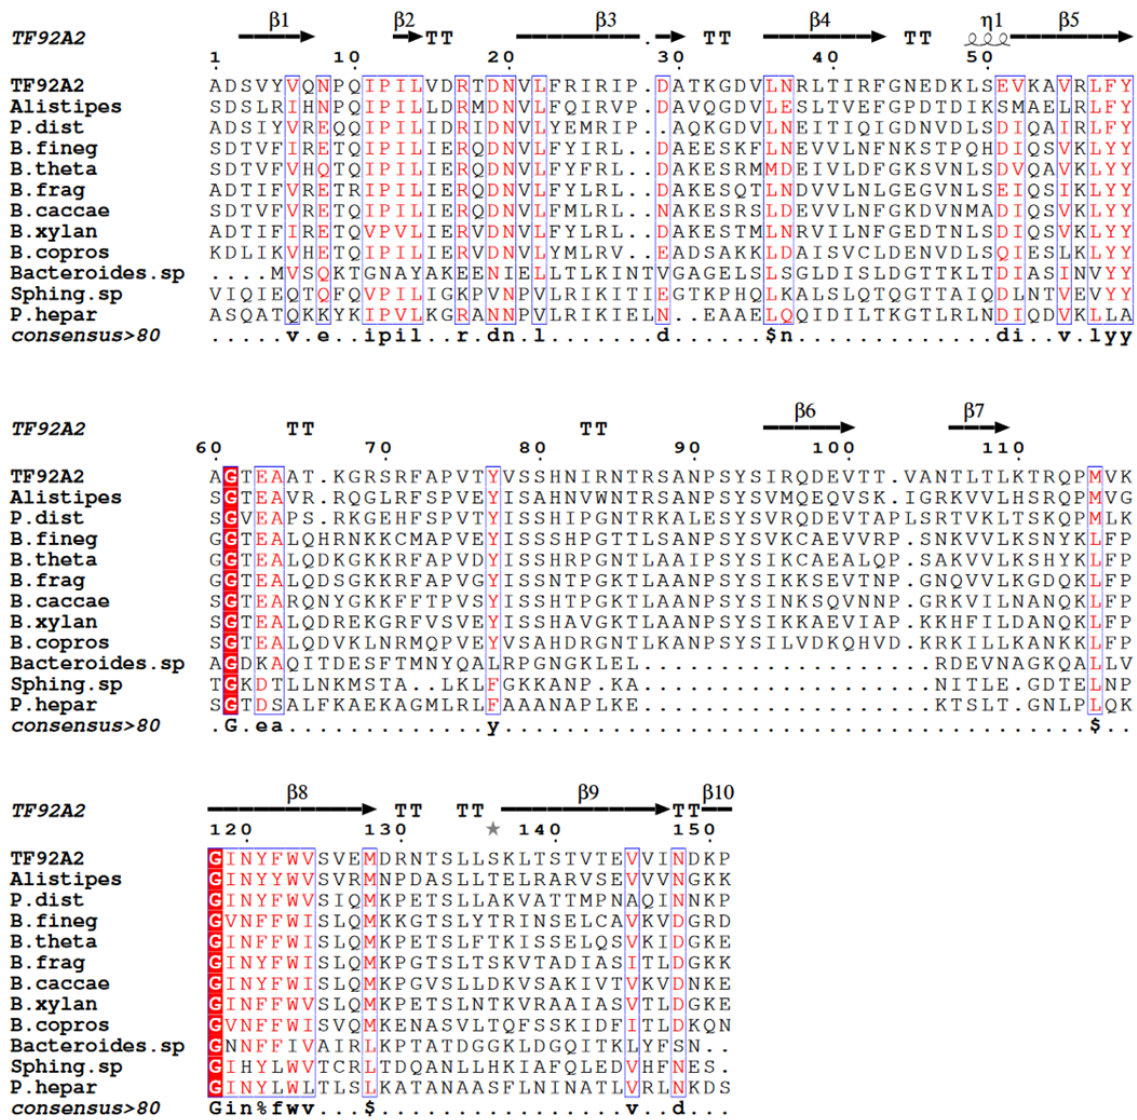 β1 β2 β3 β4 η1 β5
TF92A2 TT . TT TT
1 10 20 30 40 50
TF92A2 ADSVYVQNPQIPILVDRTDNVLFRIRIP.DATKGDVLNRLTIRFGNEDKLSEVKAVRLFY
Alistipes SDSLRIHNPQIPILLDRMDNVLFQIRVP.DAVQGDVLESLTVEFGPDTDIKSMAELRLFY
P.dist ADSIYVREQQIPILIDRIDNVLYEMRIP..AQKGDVLNEITIQIGDNVDLSDIQAIRLFY
B.fineg SDTVFIRETQIPILIERQDNVLFYIRL..DAEESKFLNEVVLNFNKSTPQHDIQSVKLYY
B.theta SDTVFVHQTQIPILIERQDNVLFYFRL..DAKESRMMDEIVLDFGKSVNLSDVQAVKLYY
B.frag ADTIFVRETRIPILIERQDNVLFYLRL..DAKESQTLNDVVLNLGEGVNLSEIQSIKLYY
B.caccae SDTVFVRETQIPILIERQDNVLFMLRL..NAKESRSLDEVVLNFGKDVNMADIQSVKLYY
B.xylan ADTIFIRETQVPVLIERVDNVLFYLRL..DAKESTMLNRVILNFGEDTNLSDIQSVKLYY
B.copros KDLIKVHETQIPILIERQDNVLYMLRV..EADSAKKLDAISVCLDENVDLSQIESLKLYY
Bacteroides.sp ....MVSQKTGNAYAKEENIELLTLKINTVGAGELSLSGLDISLDGTTKLTDIASINVYY
Sphing.sp VIQIEQTQFQVPILIGKPVNPVLRIKITIEGTKPHQLKALSLQTQGTTAIQDLNTVEVYY
P.hepar ASQATQKKYKIPVLKGRANNPVLRIKIELN..EAAELQQIDILTKGTLRLNDIQDVKLLA
consensus>80 .....v.e..ipil..r.dn.l.......d......$n.............di..v.lyy
β6 β7
TF92A2 TT TT
60 70 80 90 100 110
TF92A2 AGTEAAT.KGRSRFAPVTYVSSHNIRNTRSANPSYSIRQDEVTT.VANTLTLKTRQPMVK
Alistipes SGTEAVR.RQGLRFSPVEYISAHNVWNTRSANPSYSVMQEQVSK.IGRKVVLHSRQPMVG
P.dist SGVEAPS.RKGEHFSPVTYISSHIPGNTRKALESYSVRQDEVTAPLSRTVKLTSKQPMLK
B.fineg GGTEALQHRNKKCMAPVEYISSHPGTTLSANPSYSVKCAEVVRP.SNKVVLKSNYKLFP
B.theta GGTEALQDKGKKRFAPVDYISSHRPGNTLAAIPSYSIKCAEALQP.SAKVVLKSHYKLFP
B.frag GGTEALQDSGKKRFAPVGYISSNTPGKTLAANPSYSIKKSEVTNP.GNQVVLKGDQKLFP
B.caccae SGTEARQNYGKKFFTPVSYISSHTPGKTLAANPSYSINKSQVNNP.GRKVILNANQKLFP
B.xylan SGTEALQDREKGRFVSVEYISSHAVGKTLAANPSYSIKKAEVIAP.KKHFILDANQKLFP
B.copros SGTEALQDVKLNRMQPVEYVSAHDRGNTLKANPSYSILVDKQHVD.KRKILLKANKKLFP
Bacteroides.sp AGDKAQITDESFTMNYQALRPGNGKLEL...................RDEVNAGKQALLV
Sphing.sp TGKDTLLNKMSTA..LKLFGKKANP.KA...................NITLE.GDTELNP
P.hepar SGTDSALFKAEKAGMLRLFAAANAPLKE...................KTSLT.GNLPLQK
consensus>80 .G.ea.............y......................................$..
β8 β9 β10
TF92A2 TT TT TT
120 130 ★ 140 150
TF92A2 GINYFWVSVEMDRNTSLLSKLTSTVTEVVINDKP
Alistipes GINYYWVSVRMNPDASLLTELRARVSEVVVNGKK
P.dist GINYFWVSIQMKPETSLLAKVATTMPNAQINNKP
B.fineg GVNFFWISLQMKKGTSLYTRINSELCAVKVDGRD
B.theta GINFFWISLQMKPETSLFTKISSELQSVKIDGKE
B.frag GINYFWISLQMKPGTSLTSKVTADIASITLDGKK
B.caccae GINYFWISLQMKPGVSLLDKVSAKIVTVKVDNKE
B.xylan GINFFWVSLQMKPETSLNTKVRAAIASVTLDGKE
B.copros GVNFFWISVQMKENASVLTQFSSKIDFITLDKQN
Bacteroides.sp GNNFFIVAIRLKPTATDGGKLDGQITKLYFSN..
Sphing.sp GIHYLWVTCRLTDQANLLHKIAFQLEDVHFNES.
P.hepar GINYLWLTLSLKATANAASFLNINATLVRLNKDS
consensus>80 Gin%fwv...$................v..d...